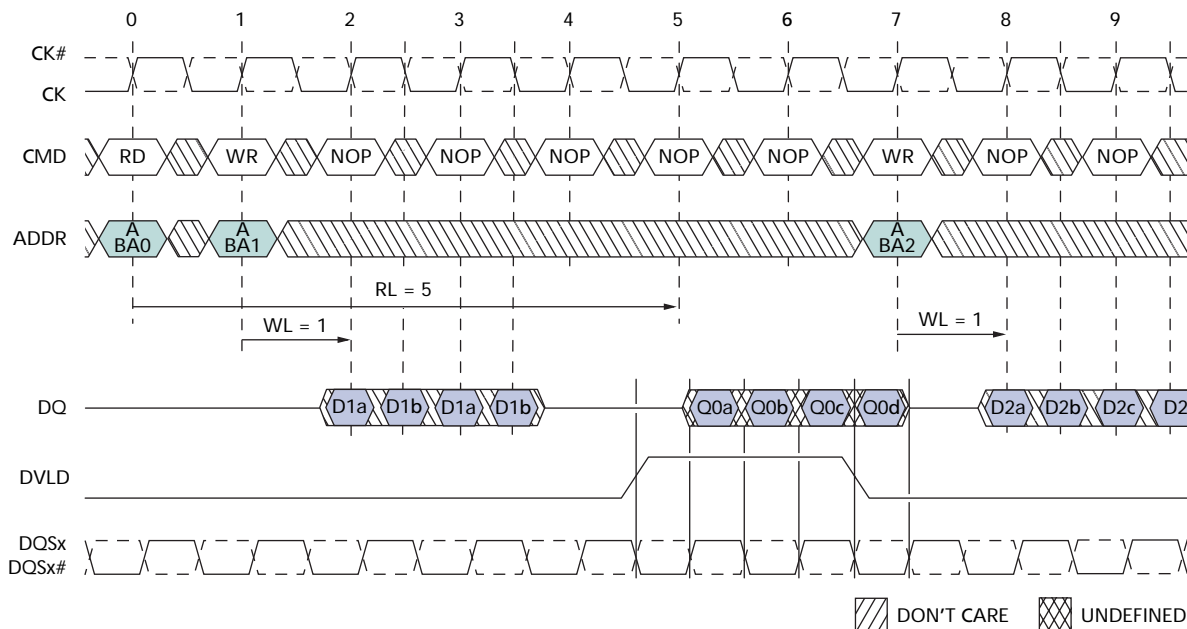 0 1 2 3 4 5 6 7 8 9
CK#
CK
CMD RD WR NOP NOP NOP NOP NOP WR NOP NOP
ADDR A BA0 A BA1 A BA2
RL = 5
WL = 1 WL = 1
DQ D1a D1b D1a D1b Q0a Q0b Q0c Q0d D2a D2b D2c D2
DVLD
DQSx
DQSx#
DON'T CARE UNDEFINED